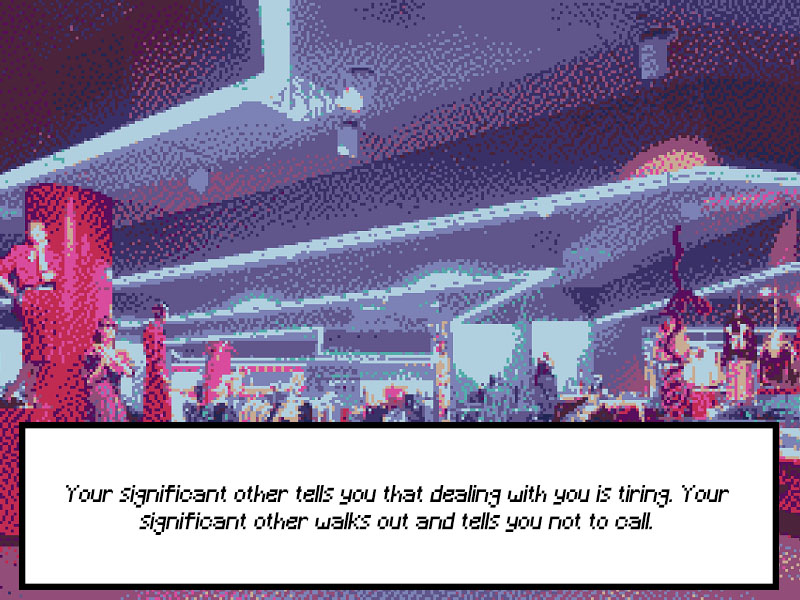 Your significant other tells you that dealing with you is tiring. Your
significant other walks out and tells you not to call.